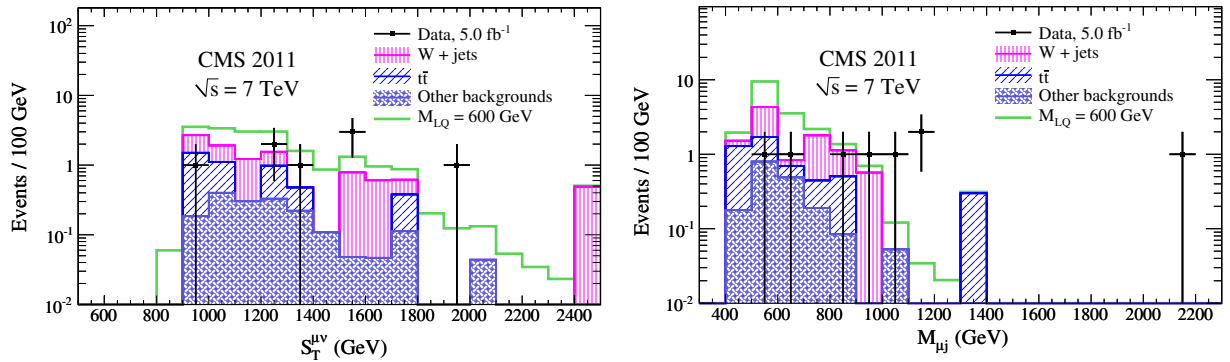 CMS 2011
√s = 7 TeV
Data, 5.0 fb⁻¹
W + jets
tt̄
Other backgrounds
M_LQ = 600 GeV
Events / 100 GeV
10²
10
1
10⁻¹
10⁻²
600 800 1000 1200 1400 1600 1800 2000 2200 2400
S_T^μν (GeV)
CMS 2011
√s = 7 TeV
Data, 5.0 fb⁻¹
W + jets
tt̄
Other backgrounds
M_LQ = 600 GeV
Events / 100 GeV
10²
10
1
10⁻¹
10⁻²
400 600 800 1000 1200 1400 1600 1800 2000 2200
M_μj (GeV)